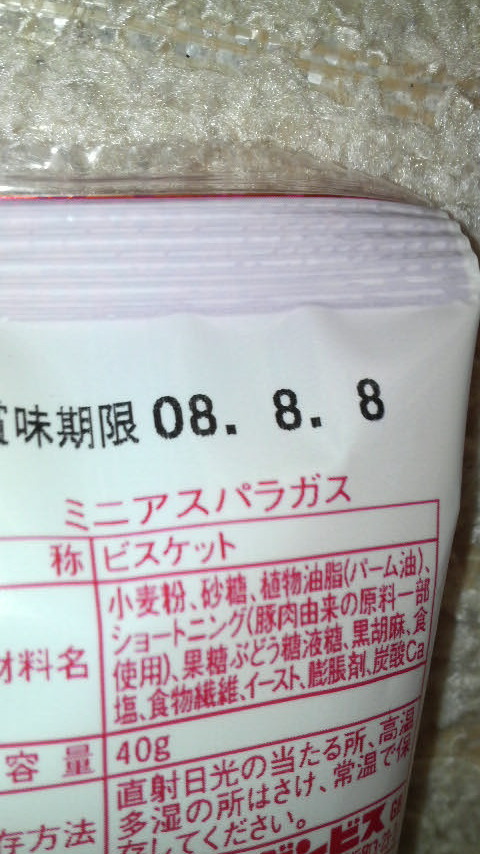 賞味期限 08. 8. 8
ミニアスパラガス
称 ビスケット
材料名
小麦粉、砂糖、植物油脂(パーム油)、
ショートニング(豚肉由来の原料一部
使用)、果糖ぶどう糖液糖、黒胡麻、食
塩、食物繊維、イースト、膨脹剤、炭酸Ca
容量 40g
存方法
直射日光の当たる所、高温
多湿の所はさけ、常温で保
存してください。
ギンビス